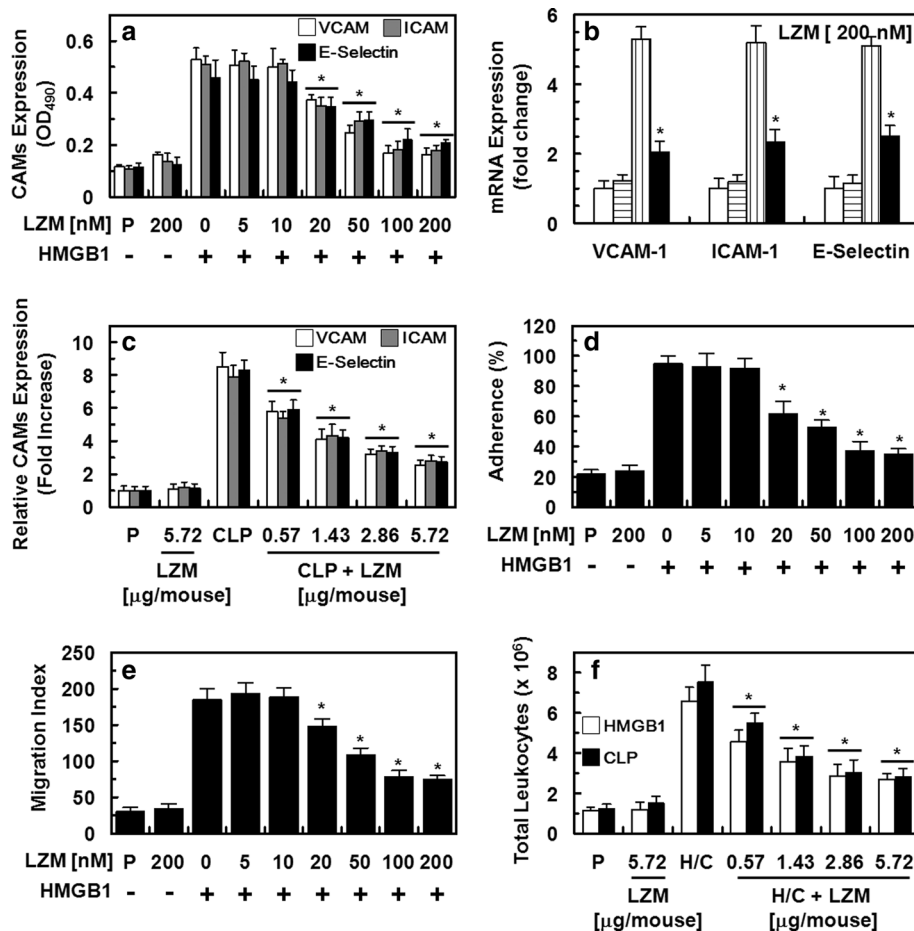 a
VCAM ICAM
E-Selectin
CAMs Expression
(OD490)
0.6
0.4
0.2
0
* * * *
LZM [nM] P 200 0 5 10 20 50 100 200
HMGB1 - - + + + + + + +
b
LZM [ 200 nM]
mRNA Expression
(fold change)
6
4
2
0
* * *
VCAM-1 ICAM-1 E-Selectin
c
VCAM ICAM
E-Selectin
Relative CAMs Expression
(Fold Increase)
10
8
6
4
2
0
* * * *
P 5.72 CLP 0.57 1.43 2.86 5.72
LZM CLP + LZM
[µg/mouse] [µg/mouse]
d
Adherence (%)
120
100
80
60
40
20
0
* * * *
LZM [nM] P 200 0 5 10 20 50 100 200
HMGB1 - - + + + + + + +
e
Migration Index
250
200
150
100
50
0
* * * *
LZM [nM] P 200 0 5 10 20 50 100 200
HMGB1 - - + + + + + + +
f
HMGB1
CLP
Total Leukocytes (x 10⁶)
8
6
4
2
0
* * * *
P 5.72 H/C 0.57 1.43 2.86 5.72
LZM H/C + LZM
[µg/mouse] [µg/mouse]